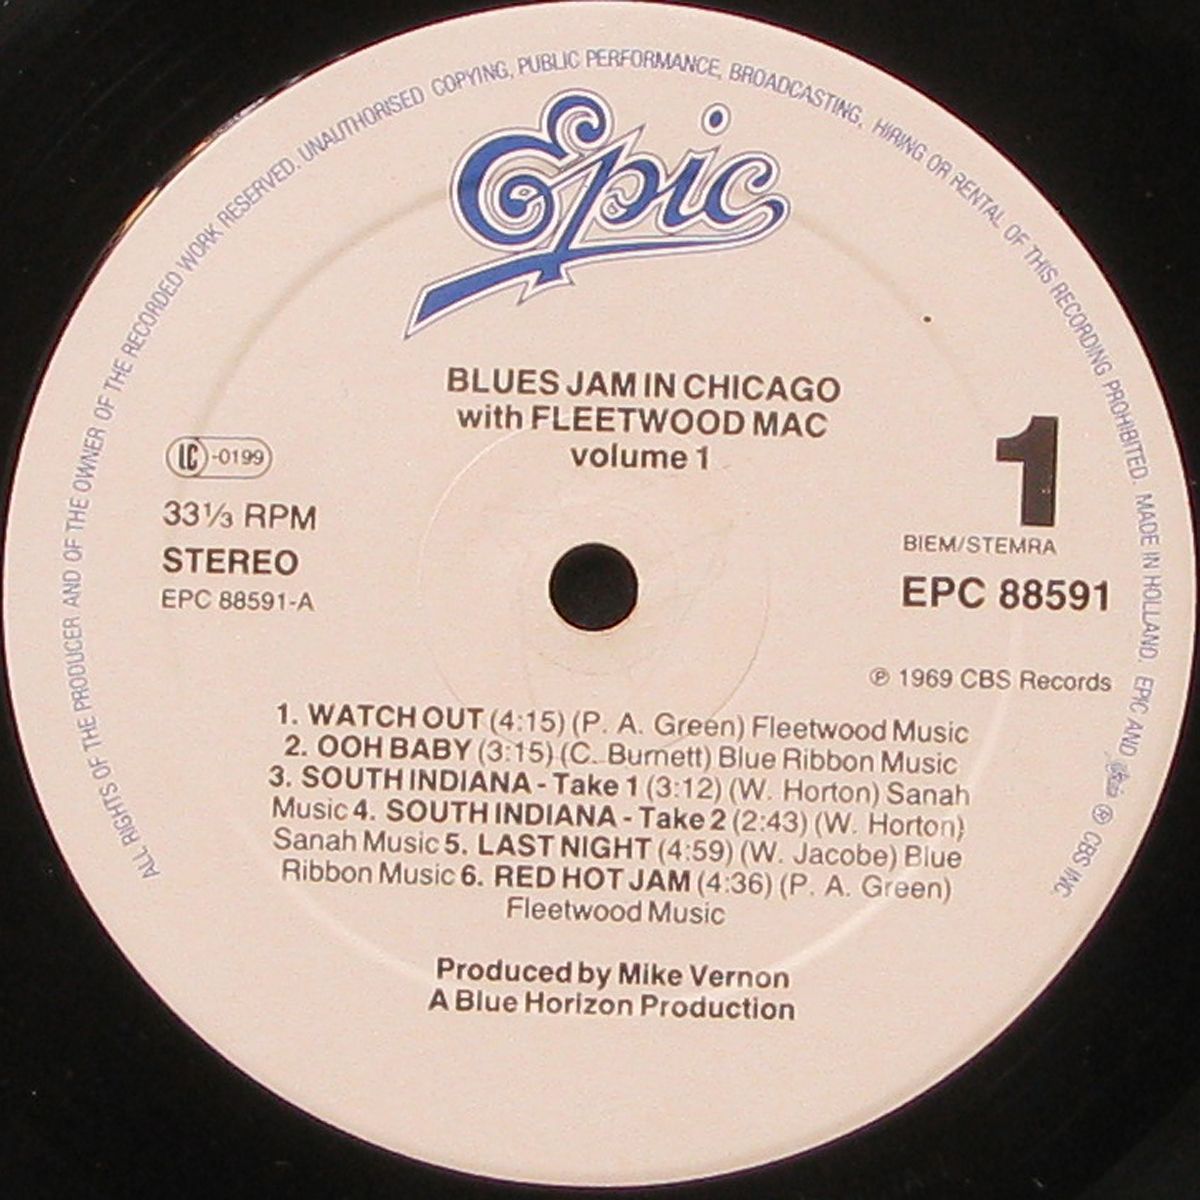 ALL RIGHTS OF THE PRODUCER AND OF THE OWNER OF THE RECORDED WORK RESERVED. UNAUTHORISED COPYING, PUBLIC PERFORMANCE, BROADCASTING, HIRING OR RENTAL OF THIS RECORDING PROHIBITED. MADE IN HOLLAND. EPIC AND Epic ® CBS INC.
Epic
BLUES JAM IN CHICAGO
with FLEETWOOD MAC
volume 1
LC-0199
33⅓ RPM
STEREO
EPC 88591-A
1
BIEM/STEMRA
EPC 88591
℗ 1969 CBS Records
1. WATCH OUT (4:15) (P. A. Green) Fleetwood Music
2. OOH BABY (3:15) (C. Burnett) Blue Ribbon Music
3. SOUTH INDIANA - Take 1 (3:12) (W. Horton) Sanah
Music 4. SOUTH INDIANA - Take 2 (2:43) (W. Horton)
Sanah Music 5. LAST NIGHT (4:59) (W. Jacobe) Blue
Ribbon Music 6. RED HOT JAM (4:36) (P. A. Green)
Fleetwood Music
Produced by Mike Vernon
A Blue Horizon Production